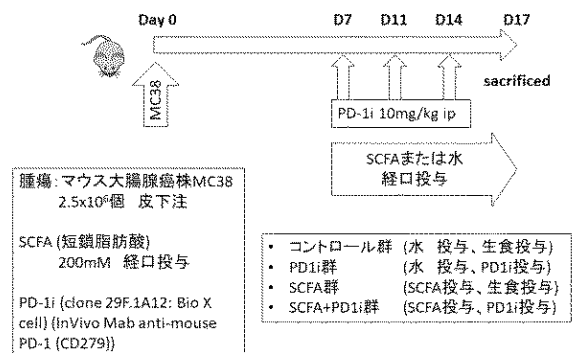 Day 0
D7
D11
D14
D17
MC38
sacrificed
PD-1i 10mg/kg ip
SCFAまたは水
経口投与
腫瘍:マウス大腸腺癌株MC38
2.5x10⁶個 皮下注
SCFA (短鎖脂肪酸)
200mM 経口投与
PD-1i (clone 29F.1A12: Bio X
cell) (InVivo Mab anti-mouse
PD-1 (CD279))
• コントロール群 (水 投与、生食投与)
• PD1i群 (水 投与、PD1i投与)
• SCFA群 (SCFA投与、生食投与)
• SCFA+PD1i群 (SCFA投与、PD1i投与)